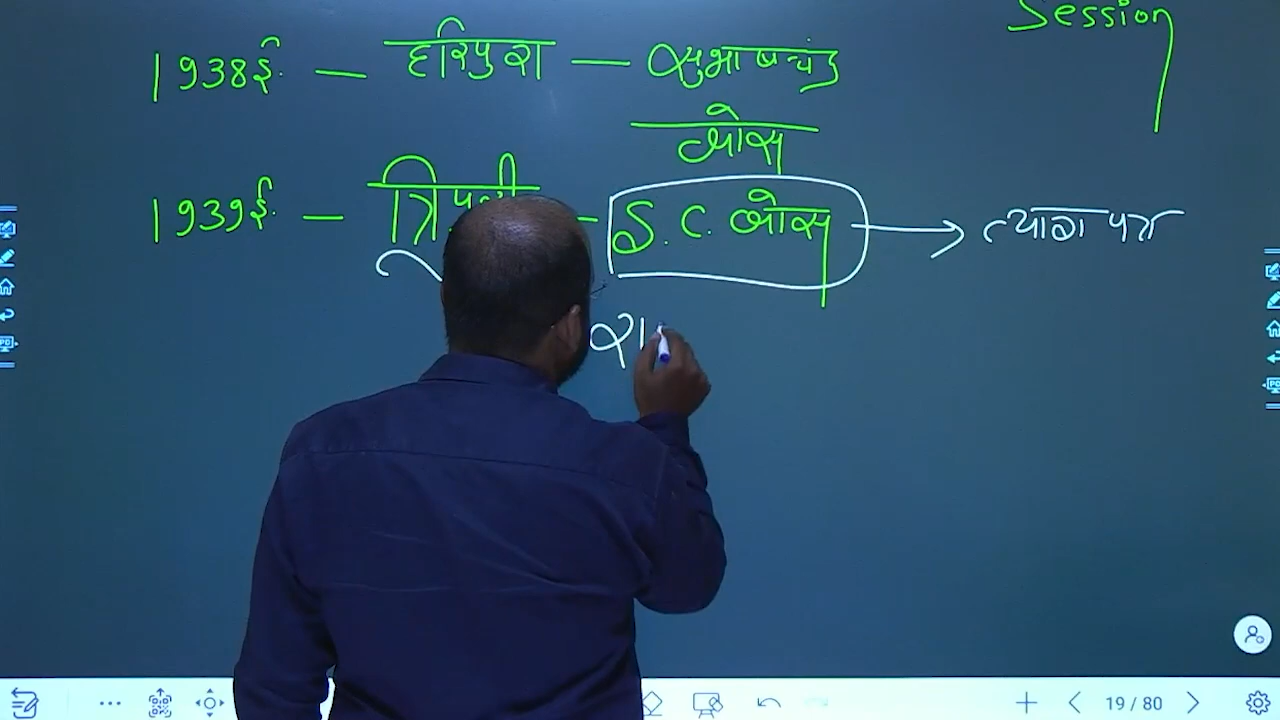 Session
1938ई. — हरिपुरा — सुभाषचंद्र
बोस
1939ई. — — S. C. बोस → त्याग पत्र
रा
19 / 80